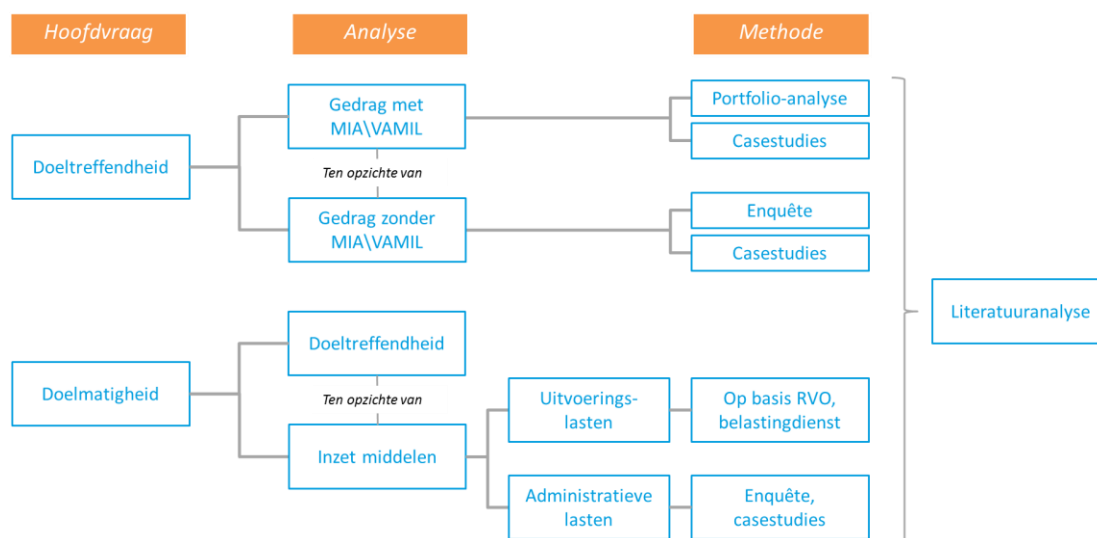 Hoofdvraag
Analyse
Methode
Doeltreffendheid
Gedrag met
MIA\VAMIL
Ten opzichte van
Gedrag zonder
MIA\VAMIL
Portfolio-analyse
Casestudies
Enquête
Casestudies
Doelmatigheid
Doeltreffendheid
Ten opzichte van
Inzet middelen
Uitvoerings-
lasten
Op basis RVO,
belastingdienst
Administratieve
lasten
Enquête,
casestudies
Literatuuranalyse